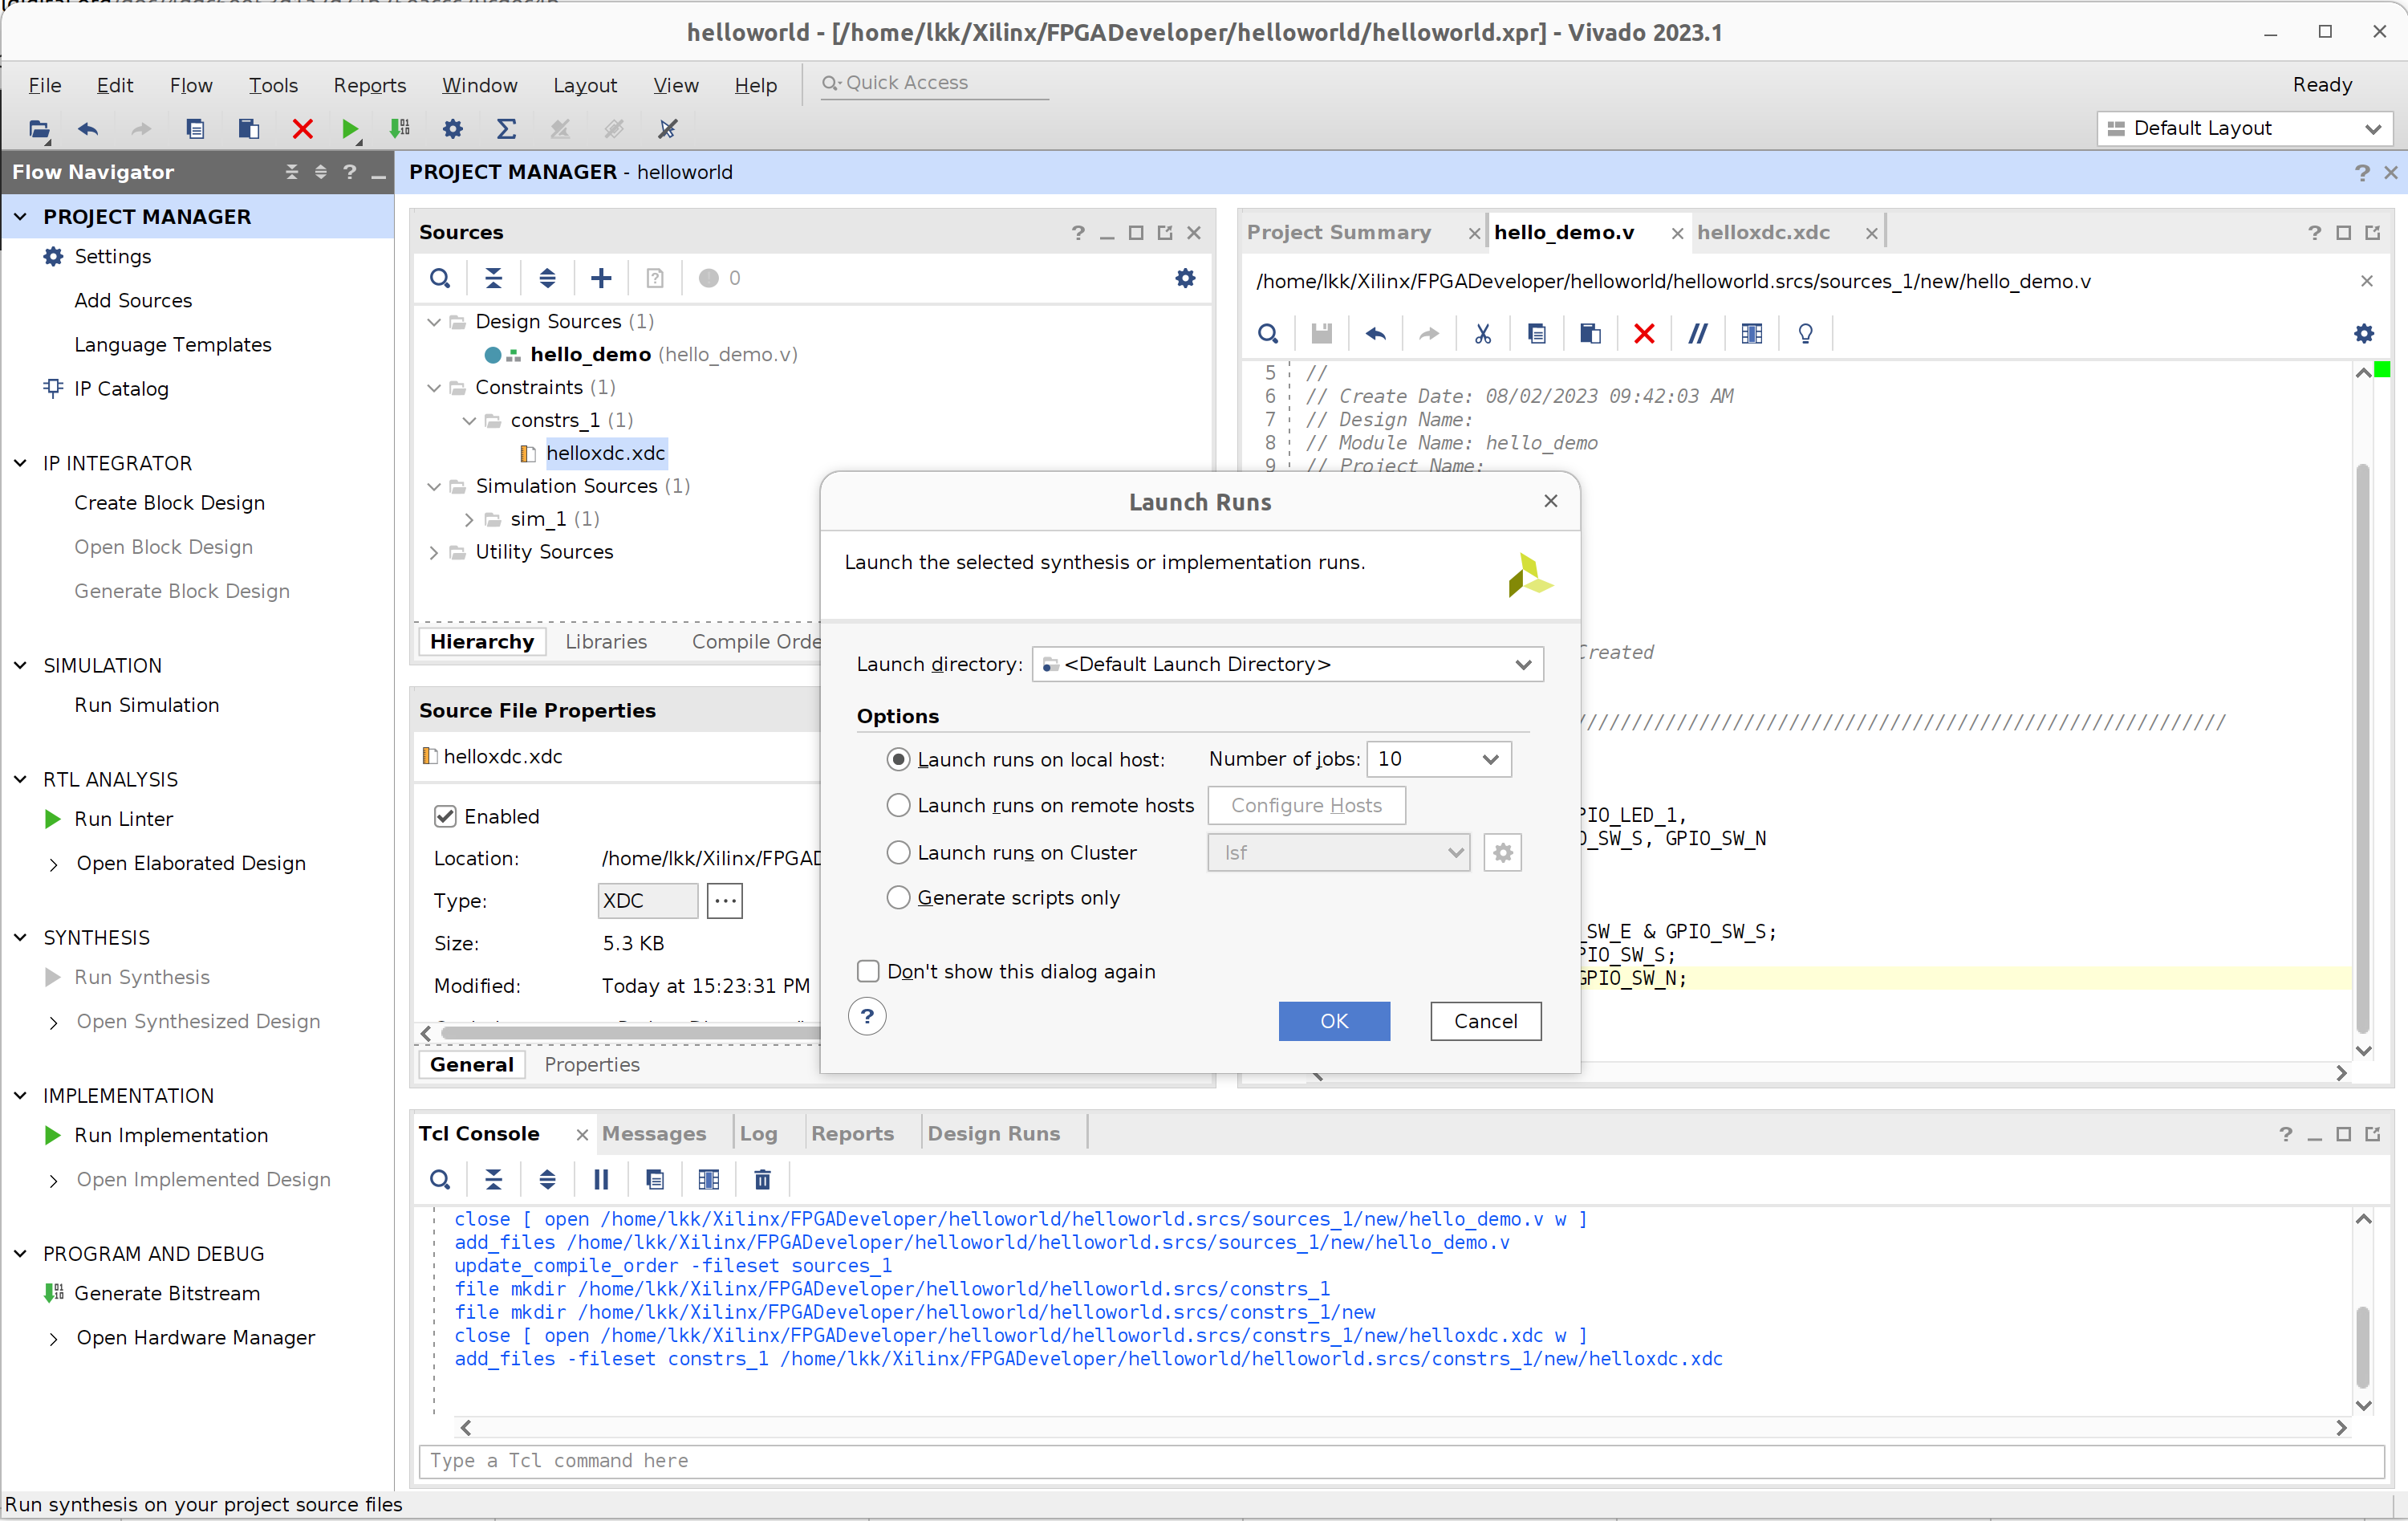 helloworld - [/home/lkk/Xilinx/FPGADeveloper/helloworld/helloworld.xpr] - Vivado 2023.1
File Edit Flow Tools Reports Window Layout View Help Quick Access Ready
Default Layout
Flow Navigator
PROJECT MANAGER
Settings
Add Sources
Language Templates
IP Catalog
IP INTEGRATOR
Create Block Design
Open Block Design
Generate Block Design
SIMULATION
Run Simulation
RTL ANALYSIS
Run Linter
Open Elaborated Design
SYNTHESIS
Run Synthesis
Open Synthesized Design
IMPLEMENTATION
Run Implementation
Open Implemented Design
PROGRAM AND DEBUG
Generate Bitstream
Open Hardware Manager
PROJECT MANAGER - helloworld
Sources
0
Design Sources (1)
hello_demo (hello_demo.v)
Constraints (1)
constrs_1 (1)
helloxdc.xdc
Simulation Sources (1)
sim_1 (1)
Utility Sources
Hierarchy Libraries Compile Orde
Source File Properties
helloxdc.xdc
Enabled
Location: /home/lkk/Xilinx/FPGAD
Type: XDC ...
Size: 5.3 KB
Modified: Today at 15:23:31 PM
General Properties
Project Summary hello_demo.v helloxdc.xdc
/home/lkk/Xilinx/FPGADeveloper/helloworld/helloworld.srcs/sources_1/new/hello_demo.v
5 //
6 // Create Date: 08/02/2023 09:42:03 AM
7 // Design Name:
8 // Module Name: hello_demo
9 // Project Name:
Created
//////////////////////////////////////////////////////////
PIO_LED_1,
O_SW_S, GPIO_SW_N
_SW_E & GPIO_SW_S;
PIO_SW_S;
GPIO_SW_N;
Launch Runs
Launch the selected synthesis or implementation runs.
Launch directory: <Default Launch Directory>
Options
Launch runs on local host: Number of jobs: 10
Launch runs on remote hosts Configure Hosts
Launch runs on Cluster lsf
Generate scripts only
Don't show this dialog again
? OK Cancel
Tcl Console Messages Log Reports Design Runs
close [ open /home/lkk/Xilinx/FPGADeveloper/helloworld/helloworld.srcs/sources_1/new/hello_demo.v w ]
add_files /home/lkk/Xilinx/FPGADeveloper/helloworld/helloworld.srcs/sources_1/new/hello_demo.v
update_compile_order -fileset sources_1
file mkdir /home/lkk/Xilinx/FPGADeveloper/helloworld/helloworld.srcs/constrs_1
file mkdir /home/lkk/Xilinx/FPGADeveloper/helloworld/helloworld.srcs/constrs_1/new
close [ open /home/lkk/Xilinx/FPGADeveloper/helloworld/helloworld.srcs/constrs_1/new/helloxdc.xdc w ]
add_files -fileset constrs_1 /home/lkk/Xilinx/FPGADeveloper/helloworld/helloworld.srcs/constrs_1/new/helloxdc.xdc
Type a Tcl command here
Run synthesis on your project source files